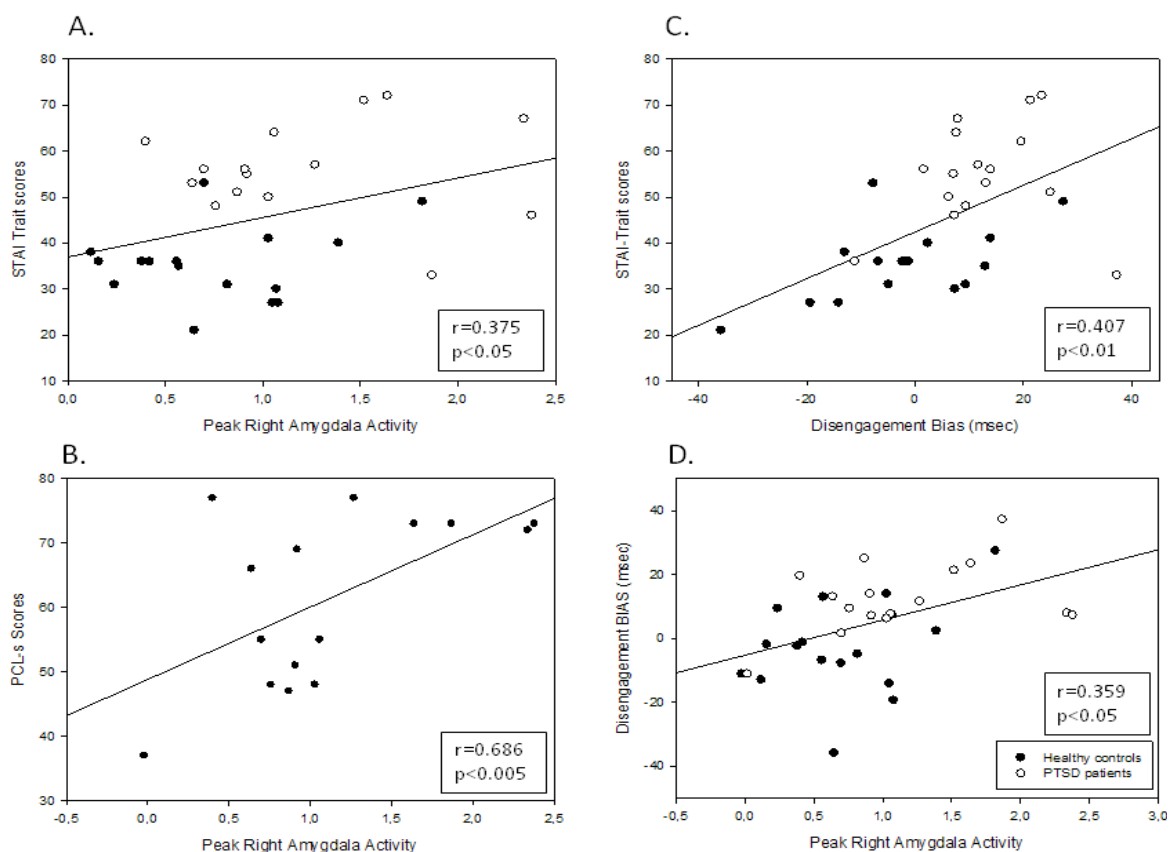 A.
80
70
60
50
40
30
20
10
STAI Trait scores
0,0
0,5
1,0
1,5
2,0
2,5
Peak Right Amygdala Activity
r=0.375
p<0.05
C.
80
70
60
50
40
30
20
10
STAI-Trait scores
-40
-20
0
20
40
Disengagement Bias (msec)
r=0.407
p<0.01
B.
80
70
60
50
40
30
PCL-s Scores
-0,5
0,0
0,5
1,0
1,5
2,0
2,5
Peak Right Amygdala Activity
r=0.686
p<0.005
D.
40
20
0
-20
-40
Disengagement BIAS (msec)
-0,5
0,0
0,5
1,0
1,5
2,0
2,5
3,0
Peak Right Amygdala Activity
r=0.359
p<0.05
Healthy controls
PTSD patients